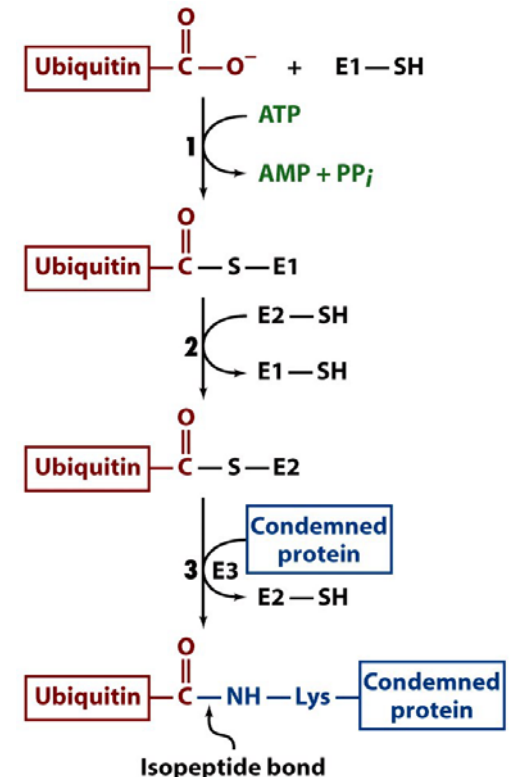 O
Ubiquitin—C—O⁻ + E1—SH
ATP
1
AMP + PPi
O
Ubiquitin—C—S—E1
E2—SH
2
E1—SH
O
Ubiquitin—C—S—E2
Condemned
protein
3 E3
E2—SH
O
Ubiquitin—C—NH—Lys—Condemned
protein
Isopeptide bond